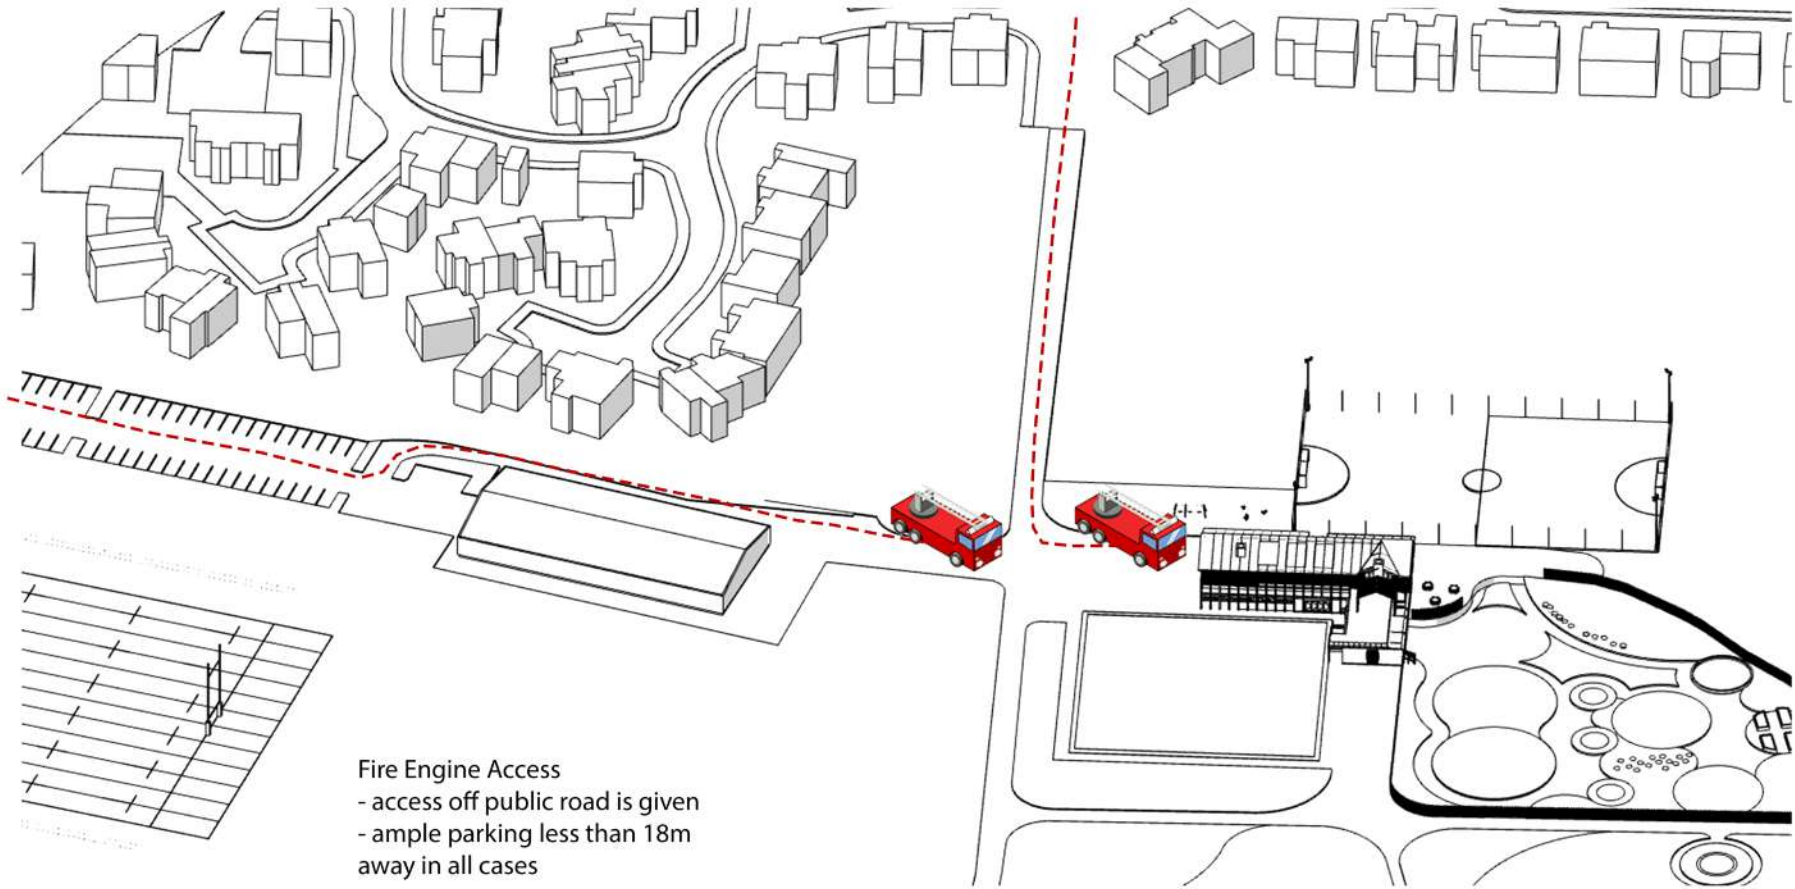 Fire Engine Access
- access off public road is given
- ample parking less than 18m
away in all cases